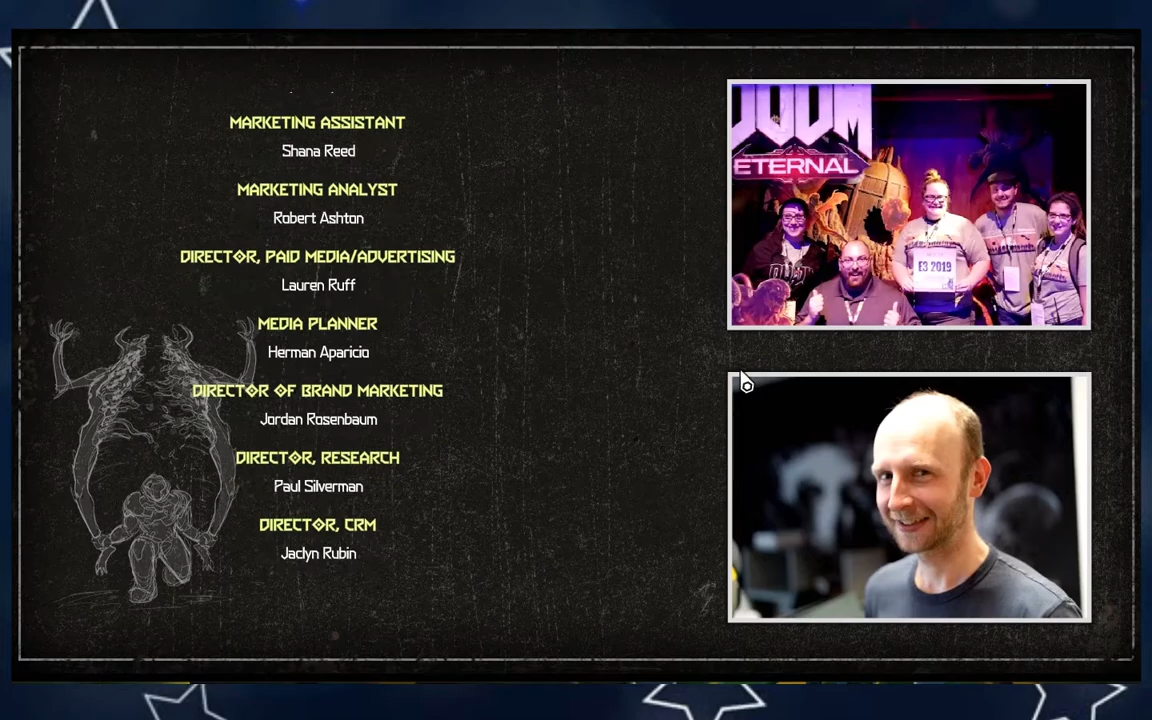 MARKETING ASSISTANT
Shana Reed
MARKETING ANALYST
Robert Ashton
DIRECTOR, PAID MEDIA/ADVERTISING
Lauren Ruff
MEDIA PLANNER
Herman Aparicio
DIRECTOR OF BRAND MARKETING
Jordan Rosenbaum
DIRECTOR, RESEARCH
Paul Silverman
DIRECTOR, CRM
Jaclyn Rubin
DOOM
ETERNAL
E3 2019